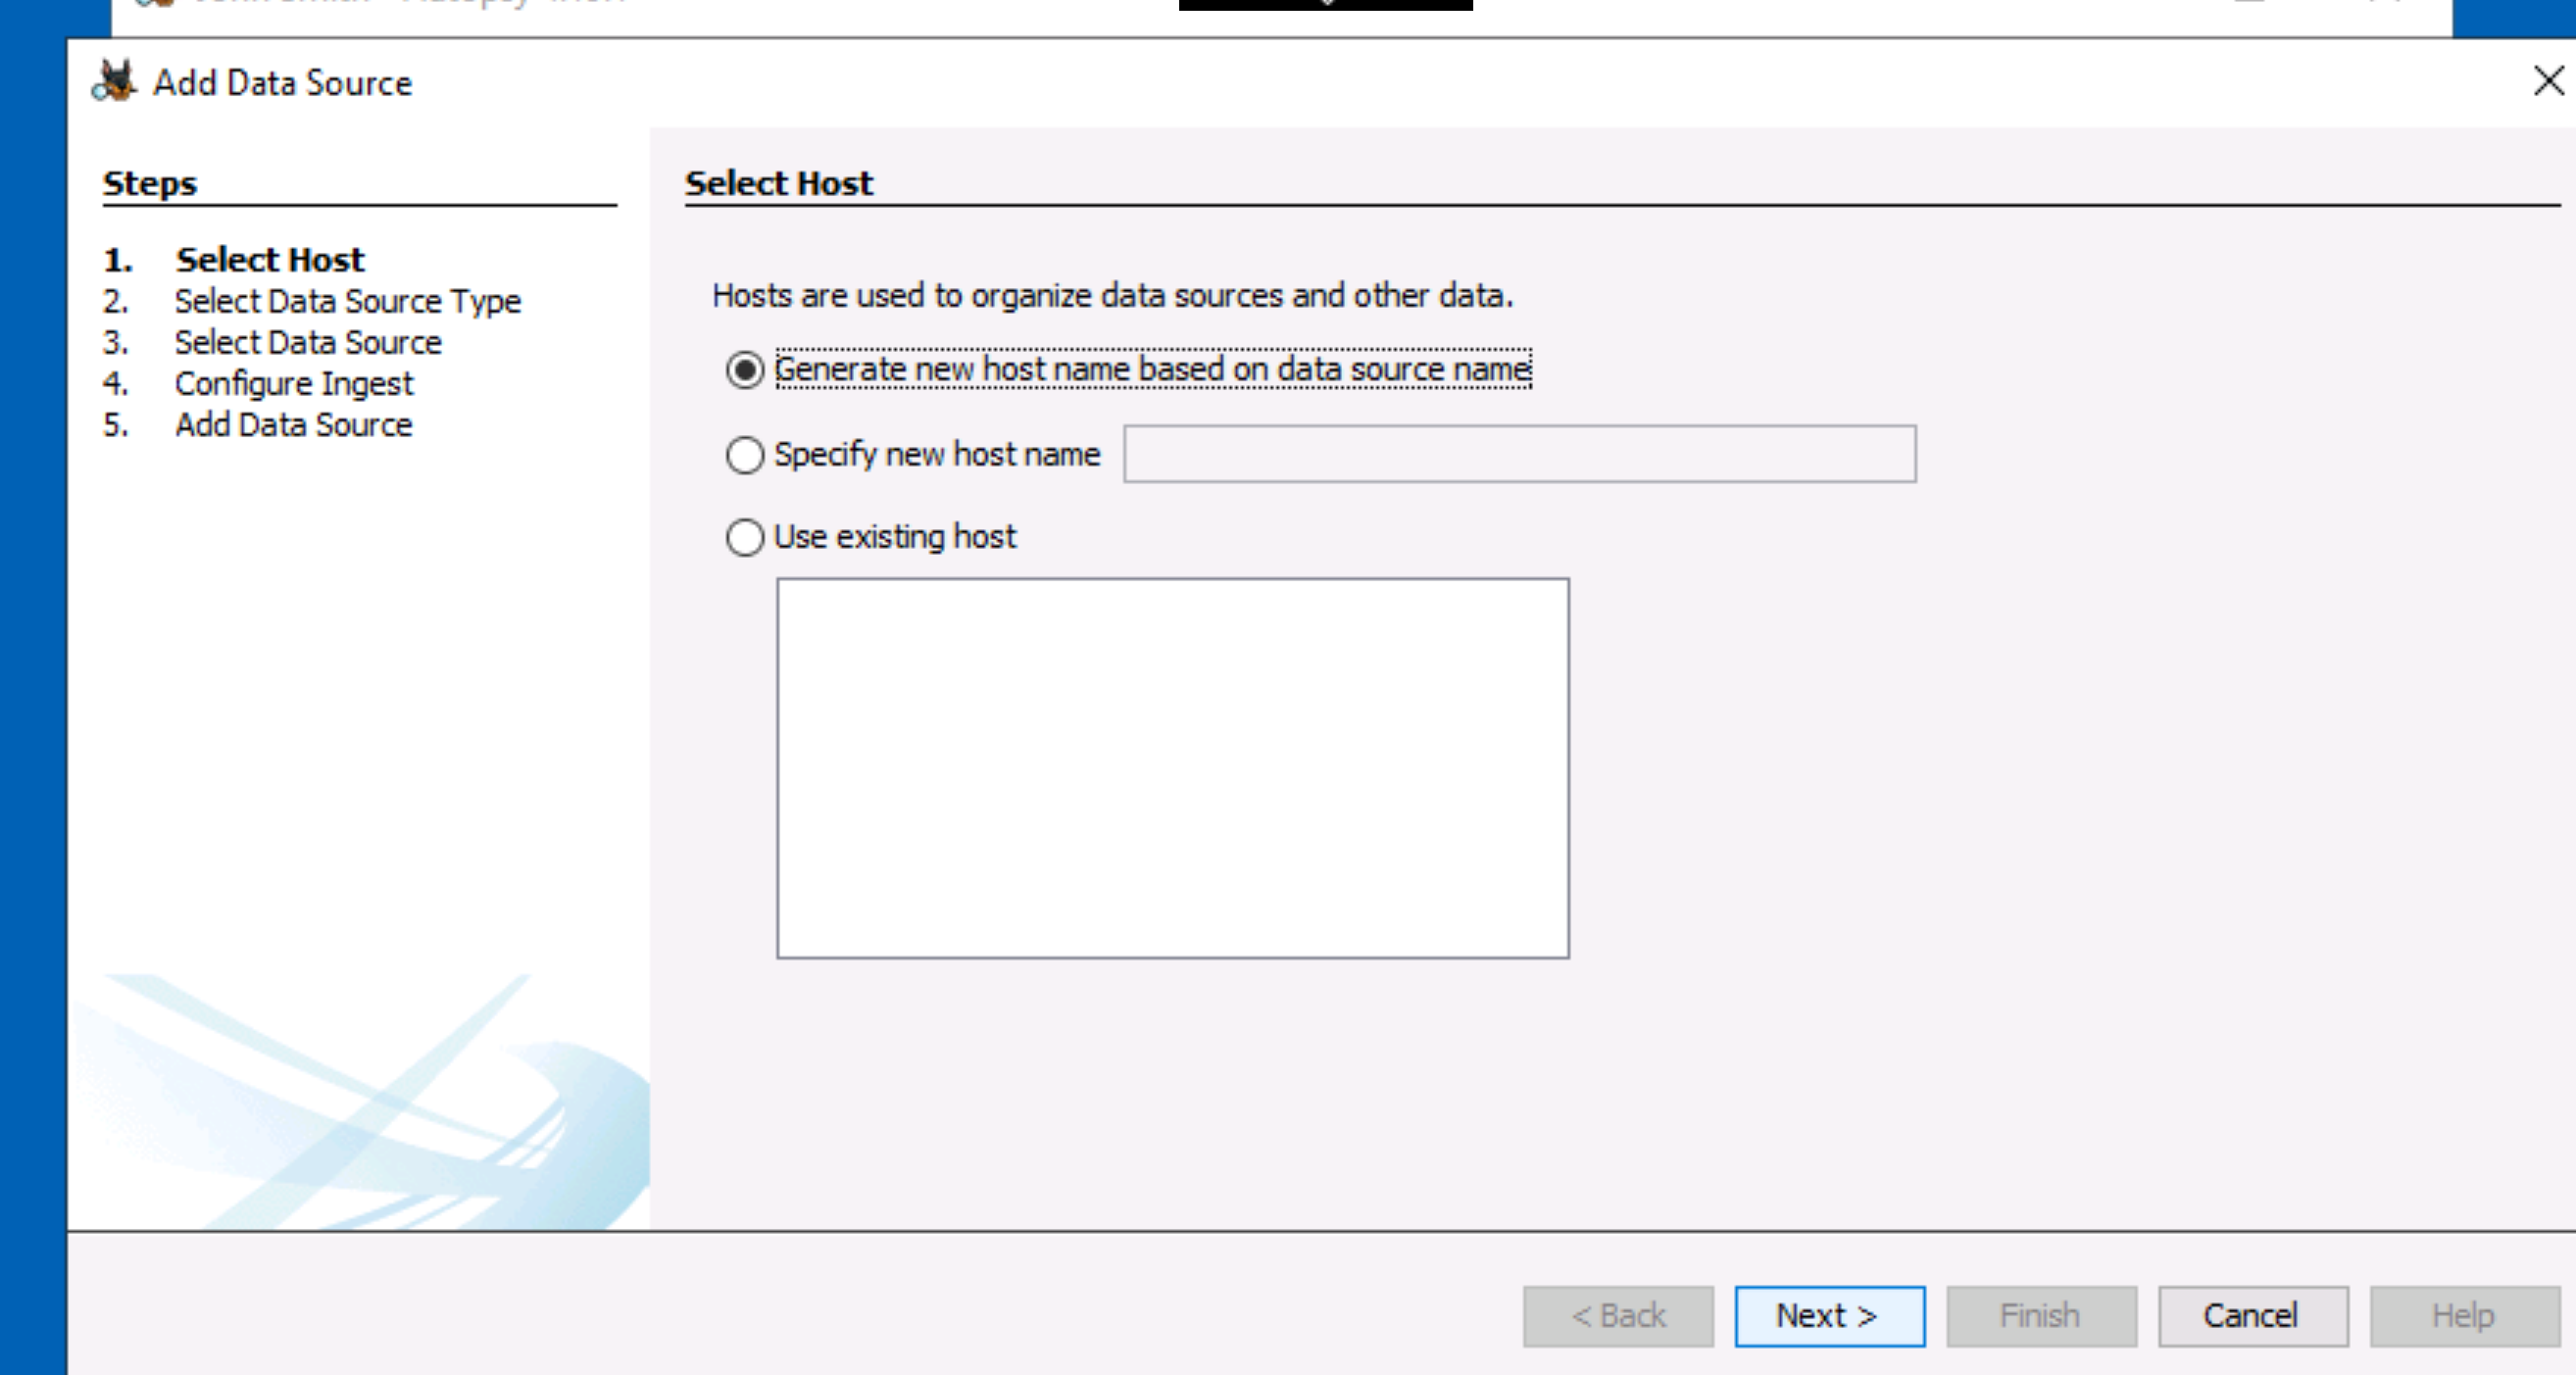 Add Data Source
Steps
1. Select Host
2. Select Data Source Type
3. Select Data Source
4. Configure Ingest
5. Add Data Source
Select Host
Hosts are used to organize data sources and other data.
Generate new host name based on data source name
Specify new host name
Use existing host
< Back
Next >
Finish
Cancel
Help